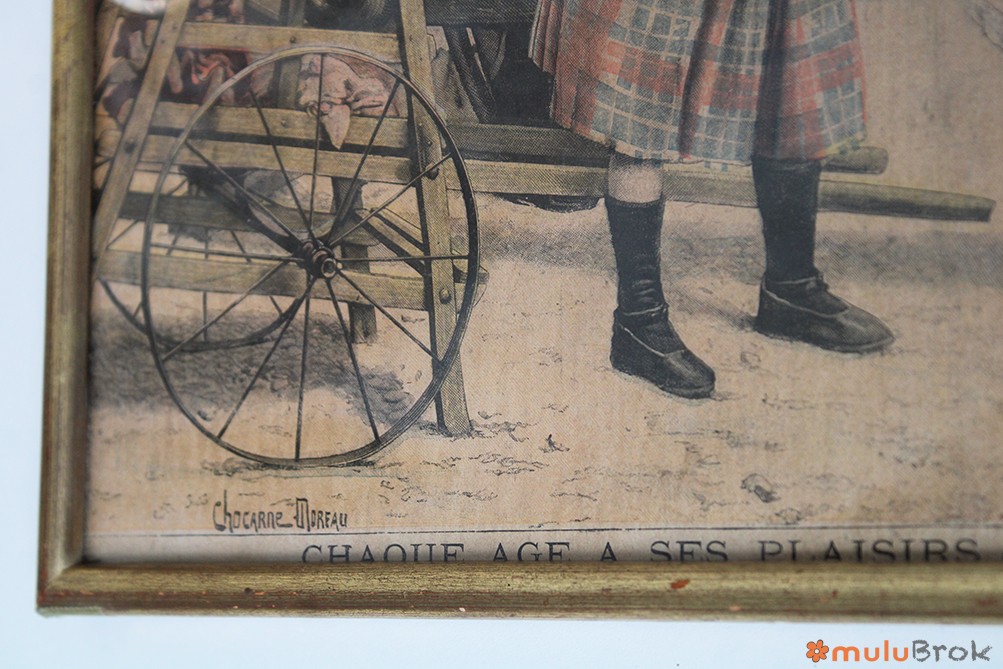 Chocarne Moreau
CHAQUE AGE A SES PLAISIRS
muluBrok